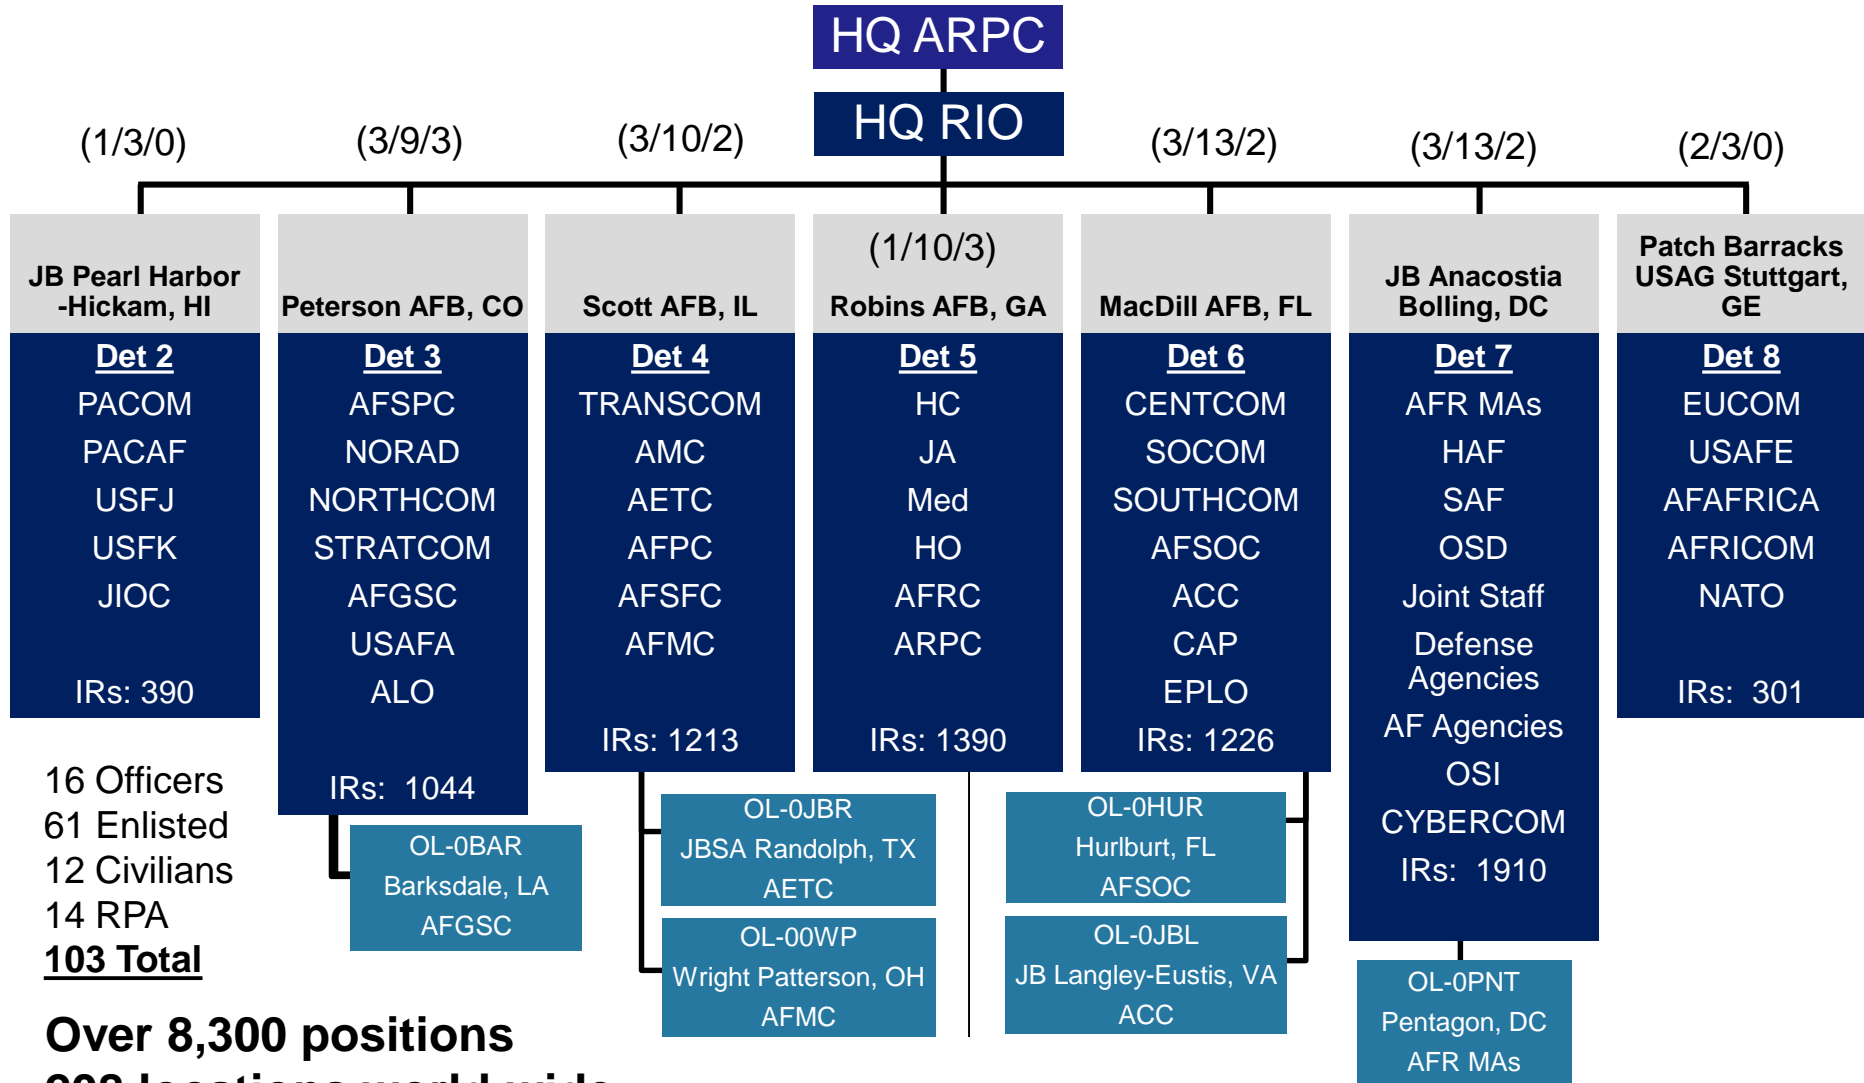 HQ ARPC
HQ RIO
(1/3/0)
(3/9/3)
(3/10/2)
(3/13/2)
(3/13/2)
(2/3/0)
JB Pearl Harbor
-Hickam, HI
Det 2
PACOM
PACAF
USFJ
USFK
JIOC
IRs: 390
Peterson AFB, CO
Det 3
AFSPC
NORAD
NORTHCOM
STRATCOM
AFGSC
USAFA
ALO
IRs: 1044
OL-0BAR
Barksdale, LA
AFGSC
Scott AFB, IL
Det 4
TRANSCOM
AMC
AETC
AFPC
AFSFC
AFMC
IRs: 1213
OL-0JBR
JBSA Randolph, TX
AETC
OL-00WP
Wright Patterson, OH
AFMC
(1/10/3)
Robins AFB, GA
Det 5
HC
JA
Med
HO
AFRC
ARPC
IRs: 1390
MacDill AFB, FL
Det 6
CENTCOM
SOCOM
SOUTHCOM
AFSOC
ACC
CAP
EPLO
IRs: 1226
OL-0HUR
Hurlburt, FL
AFSOC
OL-0JBL
JB Langley-Eustis, VA
ACC
JB Anacostia
Bolling, DC
Det 7
AFR MAs
HAF
SAF
OSD
Joint Staff
Defense
Agencies
AF Agencies
OSI
CYBERCOM
IRs: 1910
OL-0PNT
Pentagon, DC
AFR MAs
Patch Barracks
USAG Stuttgart,
GE
Det 8
EUCOM
USAFE
AFAFRICA
AFRICOM
NATO
IRs: 301
16 Officers
61 Enlisted
12 Civilians
14 RPA
103 Total
Over 8,300 positions
locations world wide